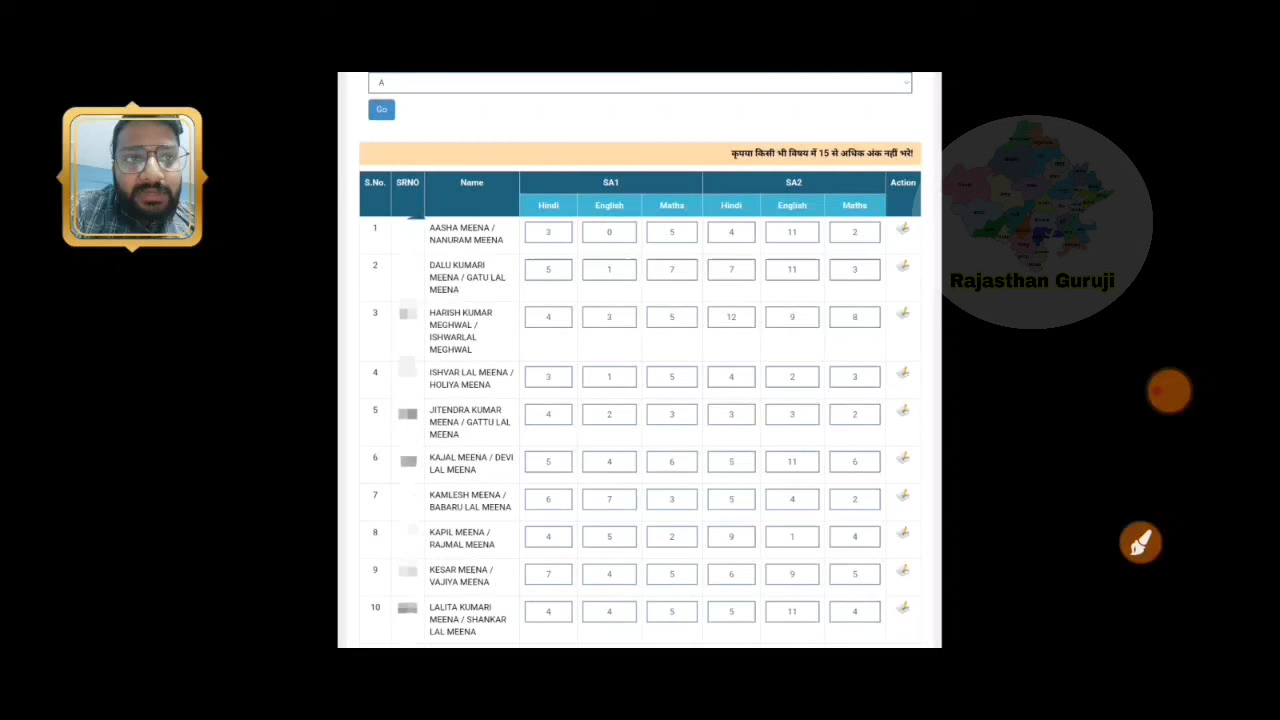 A
Go
कृपया किसी भी विषय में 15 से अधिक अंक नहीं भरे!
S.No. SRNO Name SA1 SA2 Action
Hindi English Maths Hindi English Maths
1 AASHA MEENA / NANURAM MEENA 3 0 5 4 11 2
2 DALU KUMARI MEENA / GATU LAL MEENA 5 1 7 7 11 3
3 HARISH KUMAR MEGHWAL / ISHWARLAL MEGHWAL 4 3 5 12 9 8
4 ISHVAR LAL MEENA / HOLIYA MEENA 3 1 5 4 2 3
5 JITENDRA KUMAR MEENA / GATTU LAL MEENA 4 2 3 3 3 2
6 KAJAL MEENA / DEVI LAL MEENA 5 4 6 5 11 6
7 KAMLESH MEENA / BABARU LAL MEENA 6 7 3 5 4 2
8 KAPIL MEENA / RAJMAL MEENA 4 5 2 9 1 4
9 KESAR MEENA / VAJIYA MEENA 7 4 5 6 9 5
10 LALITA KUMARI MEENA / SHANKAR LAL MEENA 4 4 5 5 11 4
Rajasthan Guruji